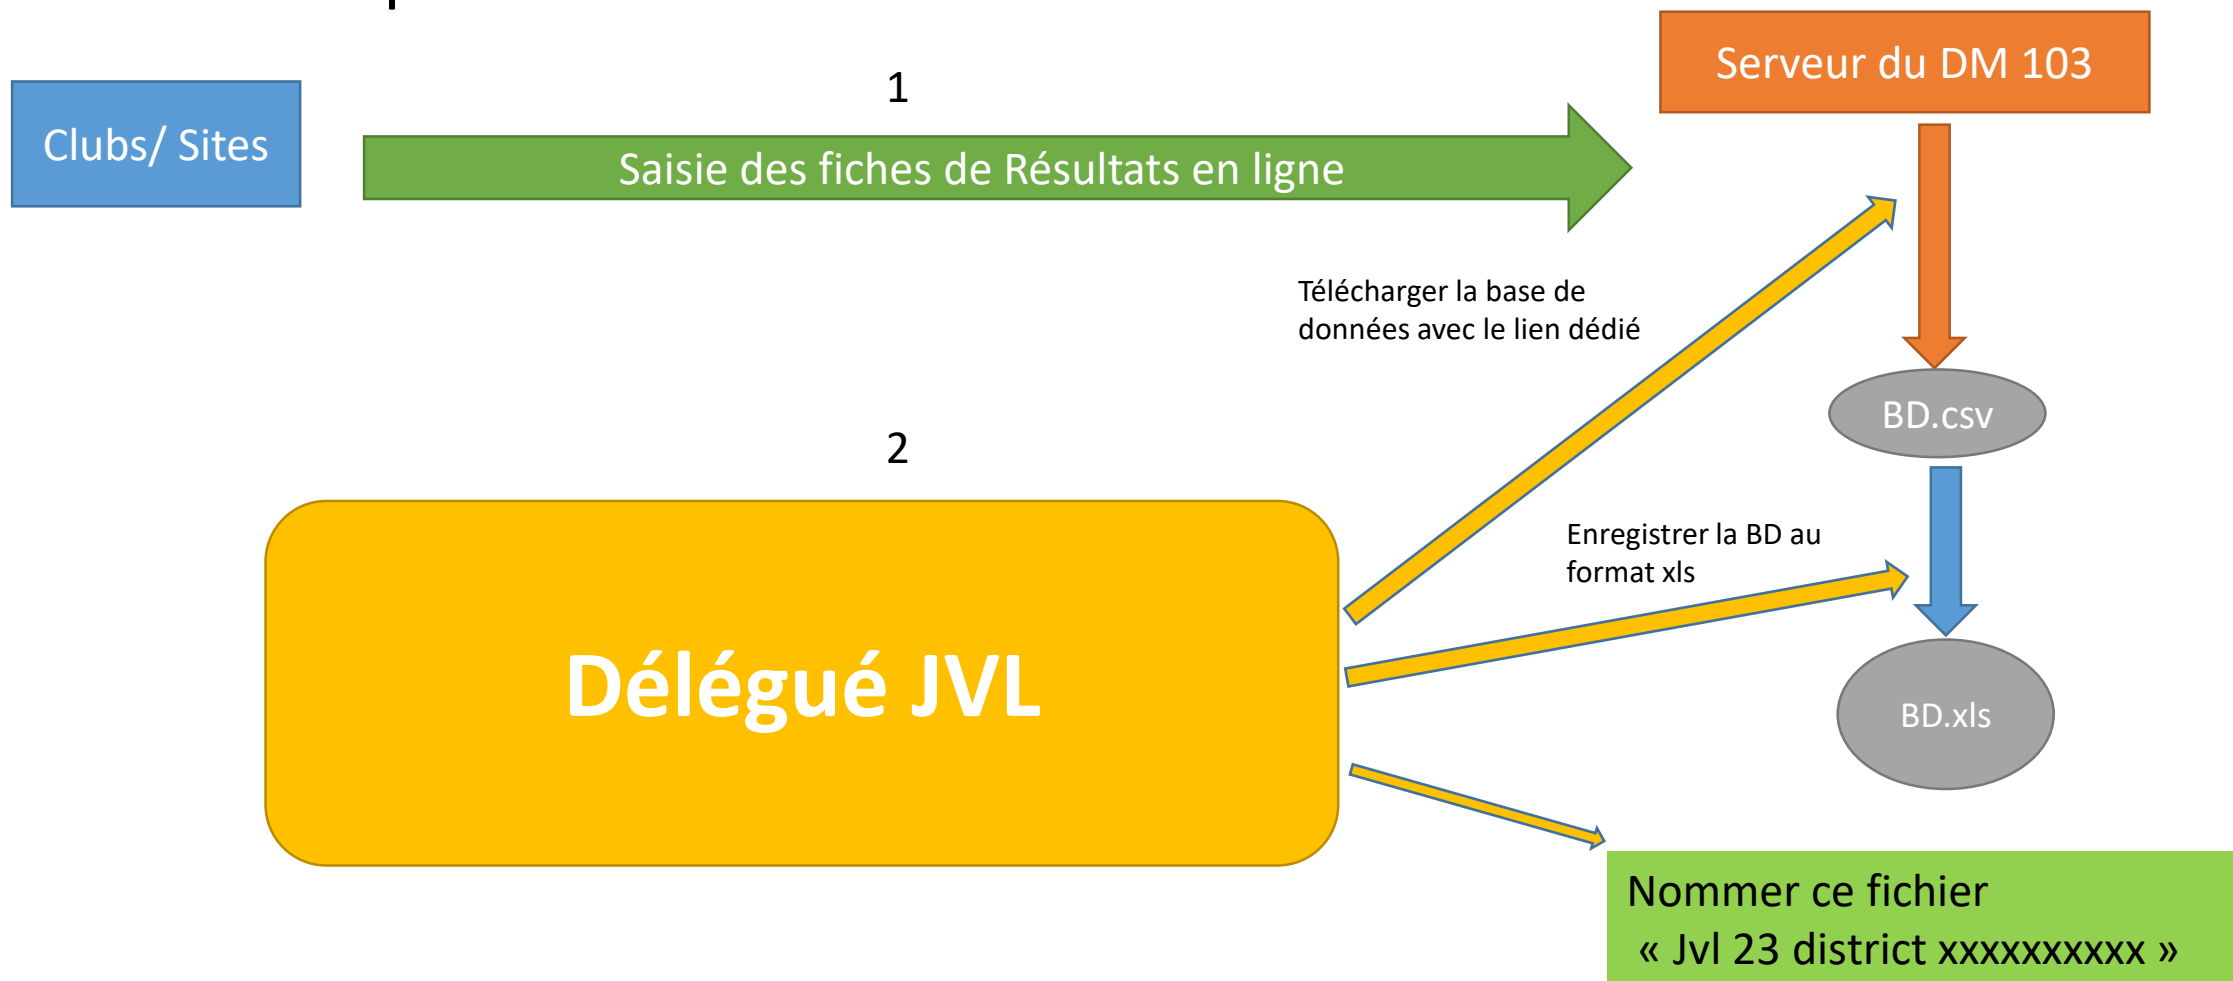 Serveur du DM 103
1
Clubs/ Sites
Saisie des fiches de Résultats en ligne
Télécharger la base de
données avec le lien dédié
BD.csv
2
Enregistrer la BD au
format xls
Délégué JVL
BD.xls
Nommer ce fichier
« Jvl 23 district xxxxxxxxxx »